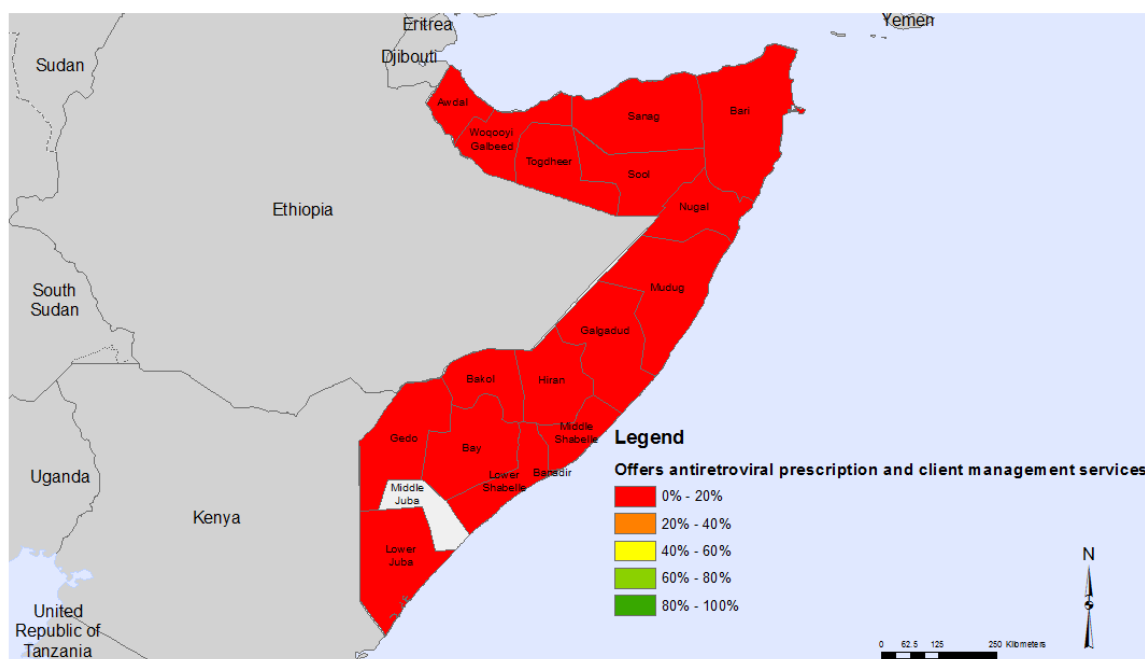 Yemen
Eritrea
Djibouti
Sudan
Awdal
Woqooyi
Galbeed
Togdheer
Sanag
Bari
Sool
Nugal
Ethiopia
South
Sudan
Mudug
Galgadud
Bakol
Hiran
Gedo
Bay
Middle
Shabelle
Lower
Shabelle
Banadir
Middle
Juba
Lower
Juba
Uganda
Kenya
United
Republic of
Tanzania
Legend
Offers antiretroviral prescription and client management services
0% - 20%
20% - 40%
40% - 60%
60% - 80%
80% - 100%
N
0 62.5 125 250 Kilometers